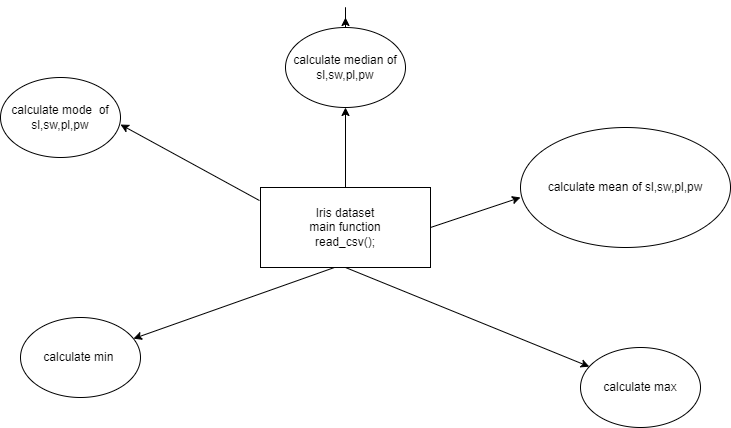 calculate median of
sl,sw,pl,pw
calculate mode  of
sl,sw,pl,pw
calculate mean of sl,sw,pl,pw
Iris dataset
main function
read_csv();
calculate min
calculate max